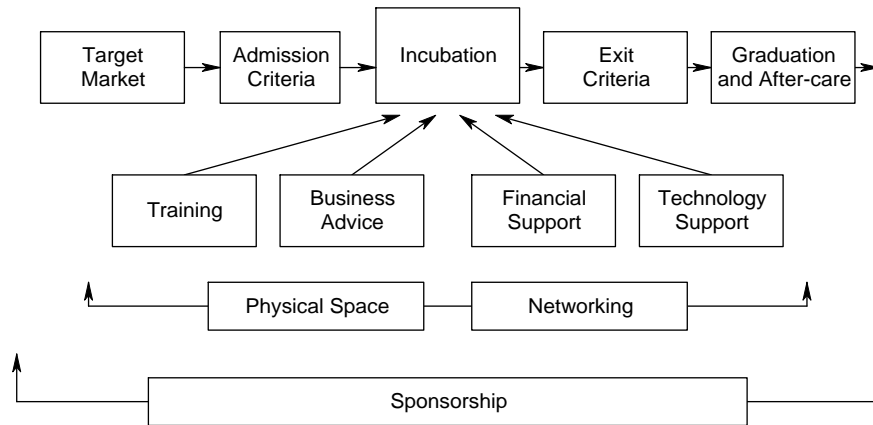 Target
Market
Admission
Criteria
Incubation
Exit
Criteria
Graduation
and After-care
Training
Business
Advice
Financial
Support
Technology
Support
Physical Space
Networking
Sponsorship